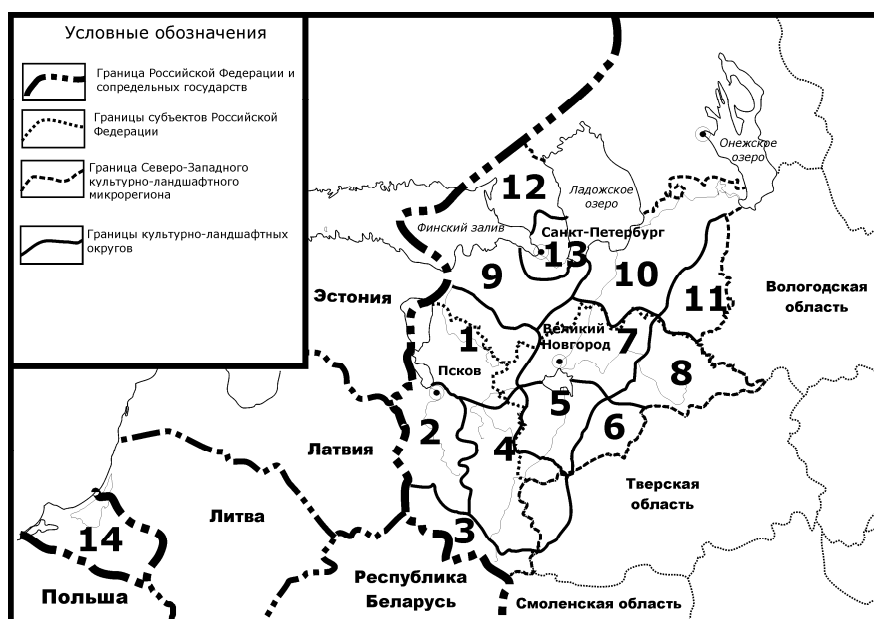 Условные обозначения
Граница Российской Федерации и
сопредельных государств
Границы субъектов Российской
Федерации
Граница Северо-Западного
культурно-ландшафтного
микрорегиона
Границы культурно-ландшафтных
округов
Онежское
озеро
12
Ладожское
озеро
Финский залив
Санкт-Петербург
13
9
10
11
Эстония
Вологодская
область
1
Великий
Новгород
7
Псков
8
5
2
6
4
Латвия
Тверская
область
Литва
3
14
Республика
Беларусь
Польша
Смоленская область